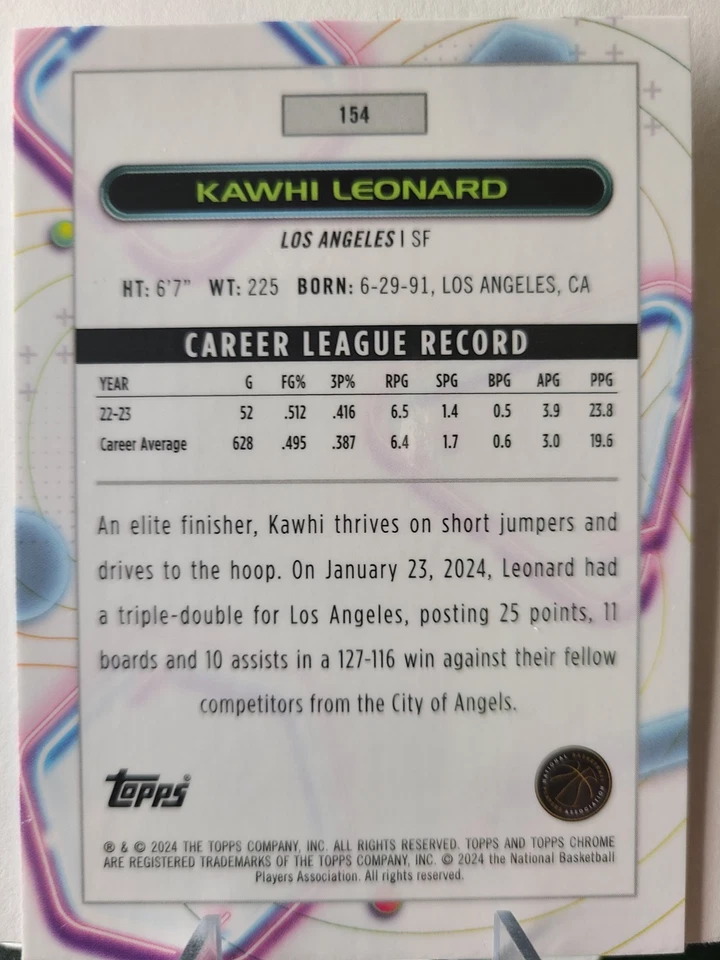 154
KAWHI LEONARD
LOS ANGELES | SF
HT: 6'7" WT: 225 BORN: 6-29-91, LOS ANGELES, CA
CAREER LEAGUE RECORD
YEAR G FG% 3P% RPG SPG BPG APG PPG
22-23 52 .512 .416 6.5 1.4 0.5 3.9 23.8
Career Average 628 .495 .387 6.4 1.7 0.6 3.0 19.6
An elite finisher, Kawhi thrives on short jumpers and
drives to the hoop. On January 23, 2024, Leonard had
a triple-double for Los Angeles, posting 25 points, 11
boards and 10 assists in a 127-116 win against their fellow
competitors from the City of Angels.
Topps®
NATIONAL BASKETBALL
ASSOCIATION
® & © 2024 THE TOPPS COMPANY, INC. ALL RIGHTS RESERVED. TOPPS AND TOPPS CHROME
ARE REGISTERED TRADEMARKS OF THE TOPPS COMPANY, INC. © 2024 the National Basketball
Players Association. All rights reserved.